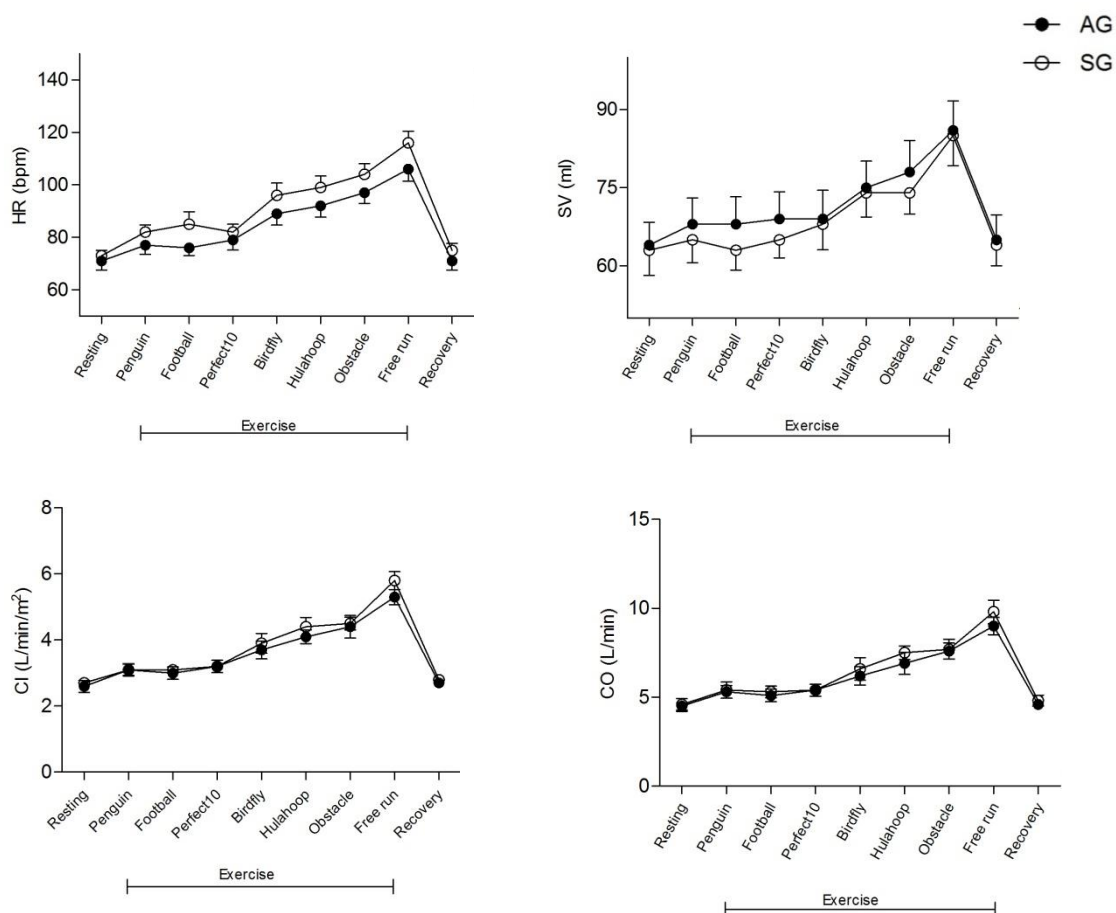 AG
SG
HR (bpm)
140
120
100
80
60
Resting
Penguin
Football
Perfect10
Birdfly
Hulahoop
Obstacle
Free run
Recovery
Exercise
SV (ml)
90
75
60
Resting
Penguin
Football
Perfect10
Birdfly
Hulahoop
Obstacle
Free run
Recovery
Exercise
CI (L/min/m²)
8
6
4
2
0
Resting
Penguin
Football
Perfect10
Birdfly
Hulahoop
Obstacle
Free run
Recovery
Exercise
CO (L/min)
15
10
5
0
Resting
Penguin
Football
Perfect10
Birdfly
Hulahoop
Obstacle
Free run
Recovery
Exercise